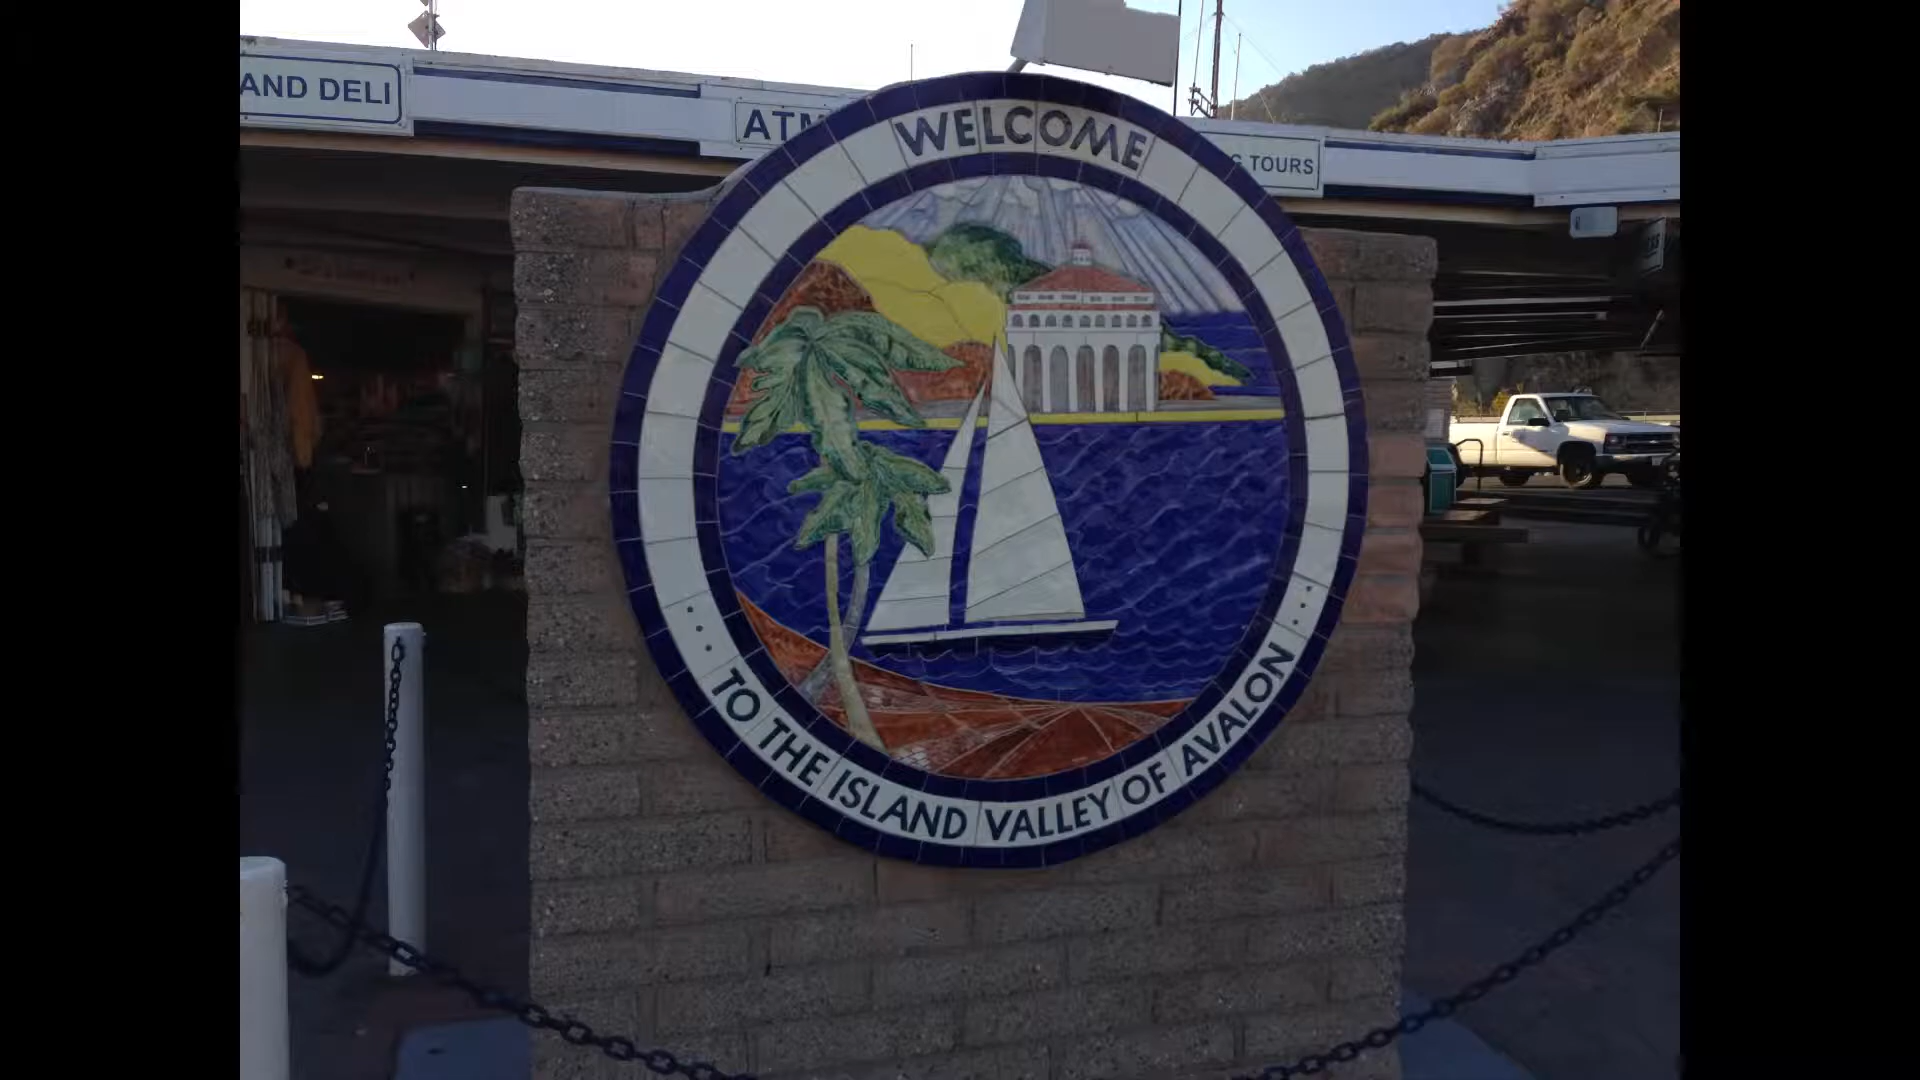 AND DELI
ATM
TOURS
WELCOME
TO THE ISLAND VALLEY OF AVALON